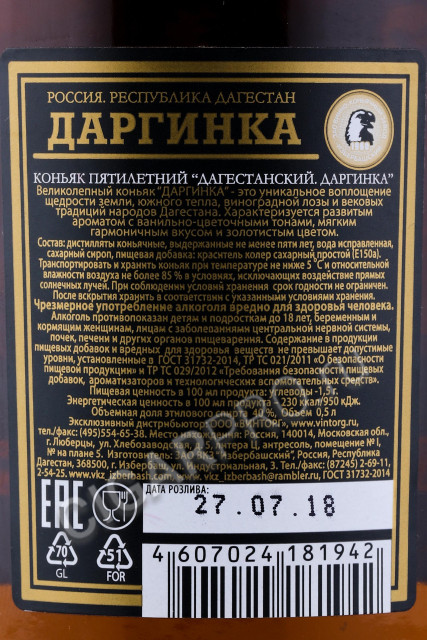 РОССИЯ. РЕСПУБЛИКА ДАГЕСТАН
ДАРГИНКА
КОНЬЯК ПЯТИЛЕТНИЙ "ДАГЕСТАНСКИЙ. ДАРГИНКА"
Великолепный коньяк "ДАРГИНКА" - это уникальное воплощение
щедрости земли, южного тепла, виноградной лозы и вековых
традиций народов Дагестана. Характеризуется развитым
ароматом с ванильно-цветочными тонами, мягким
гармоничным вкусом и золотистым цветом.
Состав: дистилляты коньячные, выдержанные не менее пяти лет, вода исправленная,
сахарный сироп, пищевая добавка: краситель колер сахарный простой (Е150а).
Транспортировать и хранить коньяк при температуре не ниже 5°С и относительной
влажности воздуха не более 85 % в условиях, исключающих воздействие прямых
солнечных лучей. При соблюдении условий хранения срок годности не ограничен.
После вскрытия хранить в соответствии с указанными условиями хранения.
Чрезмерное употребление алкоголя вредно для здоровья человека.
Алкоголь противопоказан детям и подросткам до 18 лет, беременным и
кормящим женщинам, лицам с заболеваниями центральной нервной системы,
почек, печени и других органов пищеварения. Содержание в продукции
пищевых добавок и вредных для здоровья веществ не превышает допустимые
уровни, установленные в ГОСТ 31732-2014, ТР ТС 021/2011 «О безопасности
пищевой продукции» и ТР ТС 029/2012 «Требования безопасности пищевых
добавок, ароматизаторов и технологических вспомогательных средств».
Пищевая ценность в 100 мл продукта: углеводы -1,5 г.
Энергетическая ценность в 100 мл продукта – 230 ккал/950 кДж.
Объемная доля этилового спирта %, Объём 0,5 л
Эксклюзивный дистрибьютор: ООО "ВИНТОРГ", www.vintorg.ru
тел./факс: (495)554-65-38. Место нахождения: Россия, 140014, Московская обл.,
г. Люберцы, ул. Хлебозаводская, д.5, литера Ц, антресоль, помещение №I,
№ на плане 5. Изготовитель: ЗАО "ВКЗ "Избербашский", Россия, Республика
Дагестан, 368500, г. Избербаш, ул. Индустриальная, 3. Тел./факс: (87245) 2-69-11,
2-54-25. www.vkz_izberbash.ru, vkz_izberbash@rambler.ru, ГОСТ 31732-2014
EAC
70
GL
51
FOR
ДАТА РОЗЛИВА:
27.07.18
4 607024 181942